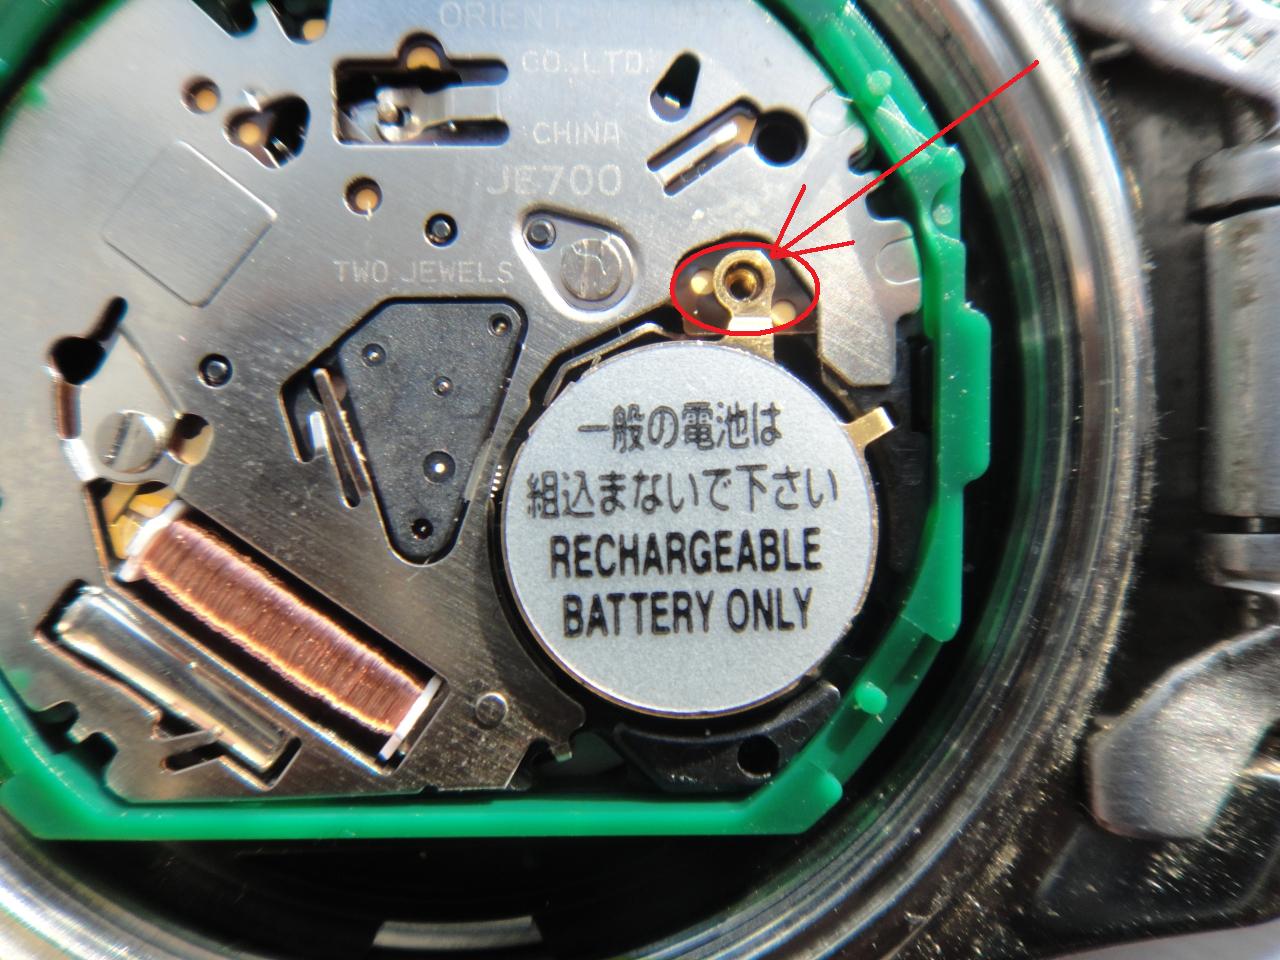 ORIENT
CO., LTD.
CHINA
JE700
TWO JEWELS
一般の電池は
組込まないで下さい
RECHARGEABLE
BATTERY ONLY